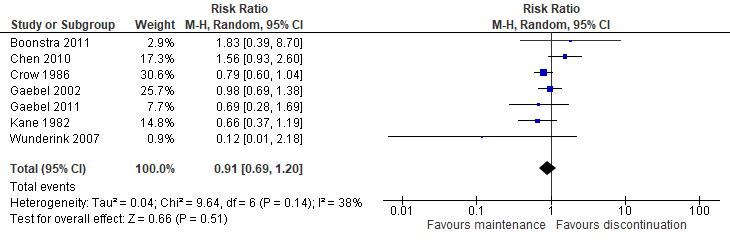 Risk Ratio Risk Ratio
Study or Subgroup Weight M-H, Random, 95% CI M-H, Random, 95% CI
Boonstra 2011 2.9% 1.83 [0.39, 8.70]
Chen 2010 17.3% 1.56 [0.93, 2.60]
Crow 1986 30.6% 0.79 [0.60, 1.04]
Gaebel 2002 25.7% 0.98 [0.69, 1.38]
Gaebel 2011 7.7% 0.69 [0.28, 1.69]
Kane 1982 14.8% 0.66 [0.37, 1.19]
Wunderink 2007 0.9% 0.12 [0.01, 2.18]
Total (95% CI) 100.0% 0.91 [0.69, 1.20]
Total events
Heterogeneity: Tau² = 0.04; Chi² = 9.64, df = 6 (P = 0.14); I² = 38%
Test for overall effect: Z = 0.66 (P = 0.51)
0.01 0.1 1 10 100
Favours maintenance Favours discontinuation